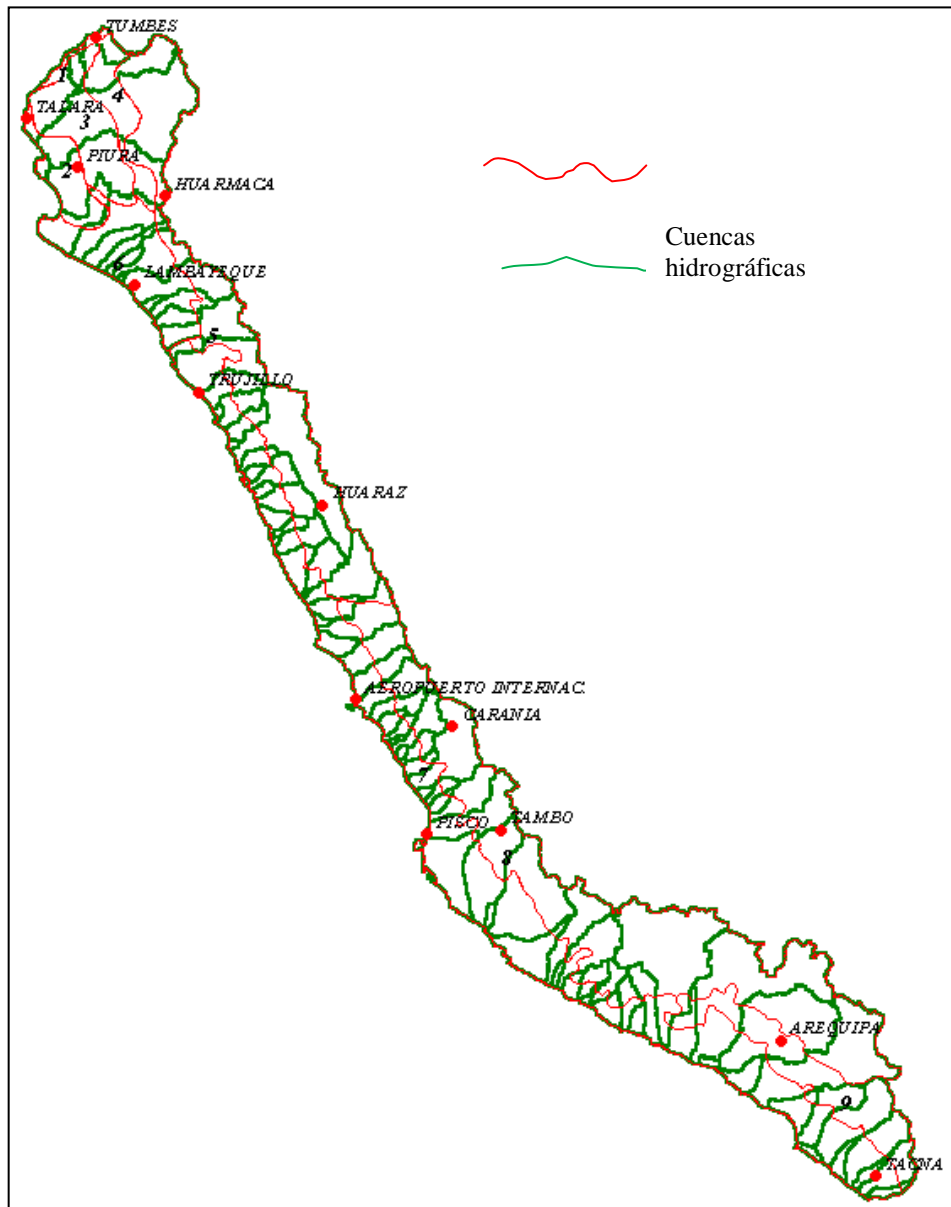 TUMBES
1
4
TALARA
3
PIURA
2
HUARMACA
Cuencas
hidrográficas
6
LAMBAYEQUE
5
TRUJILLO
HUARAZ
AEROPUERTO INTERNAC.
CARANIA
7
PISCO
TAMBO
8
AREQUIPA
9
TACNA